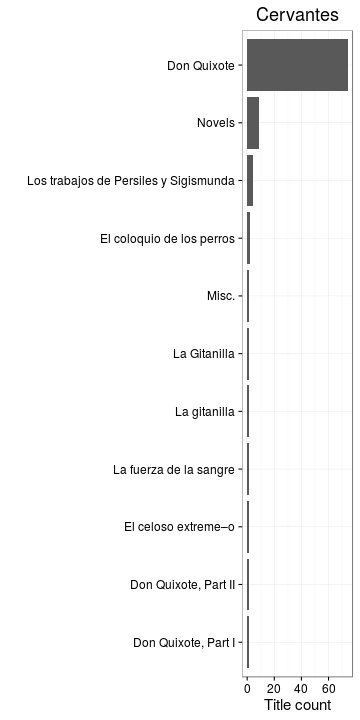 Cervantes
Don Quixote
Novels
Los trabajos de Persiles y Sigismunda
El coloquio de los perros
Misc.
La Gitanilla
La gitanilla
La fuerza de la sangre
El celoso extreme–o
Don Quixote, Part II
Don Quixote, Part I
0 20 40 60
Title count